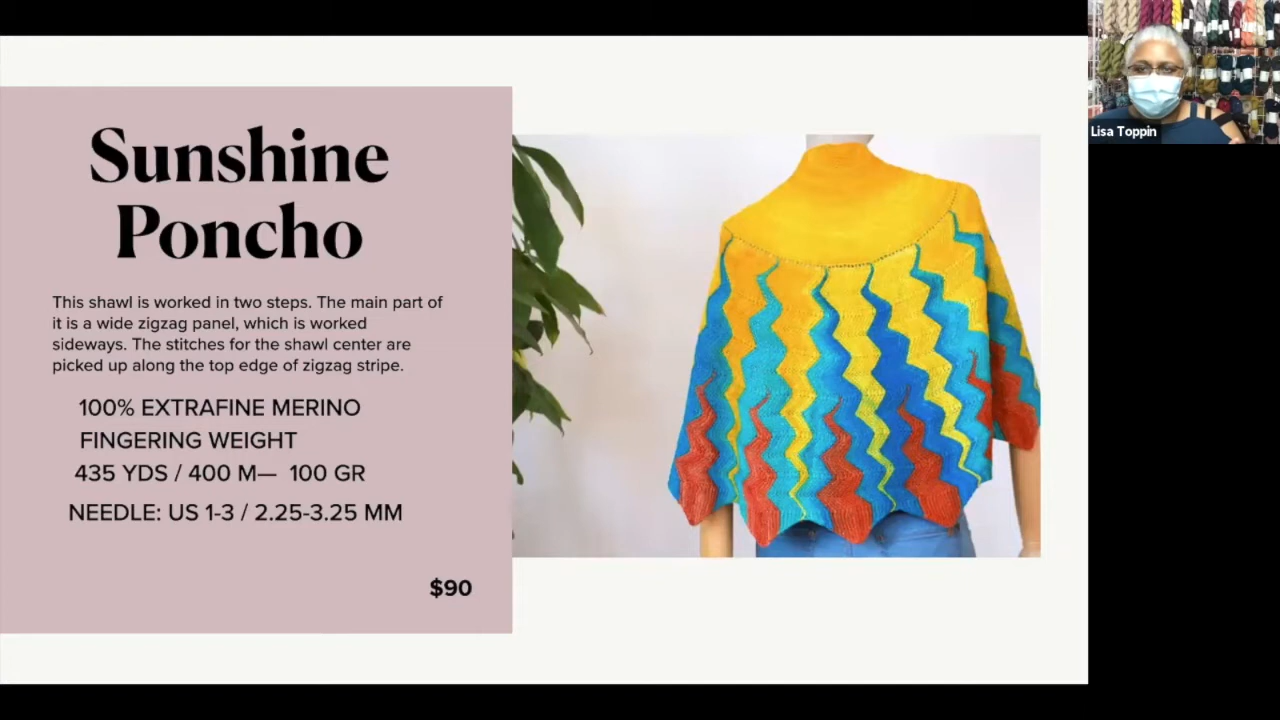 Sunshine
Poncho
This shawl is worked in two steps. The main part of
it is a wide zigzag panel, which is worked
sideways. The stitches for the shawl center are
picked up along the top edge of zigzag stripe.
100% EXTRAFINE MERINO
FINGERING WEIGHT
435 YDS / 400 M— 100 GR
NEEDLE: US 1-3 / 2.25-3.25 MM
$90
Lisa Toppin